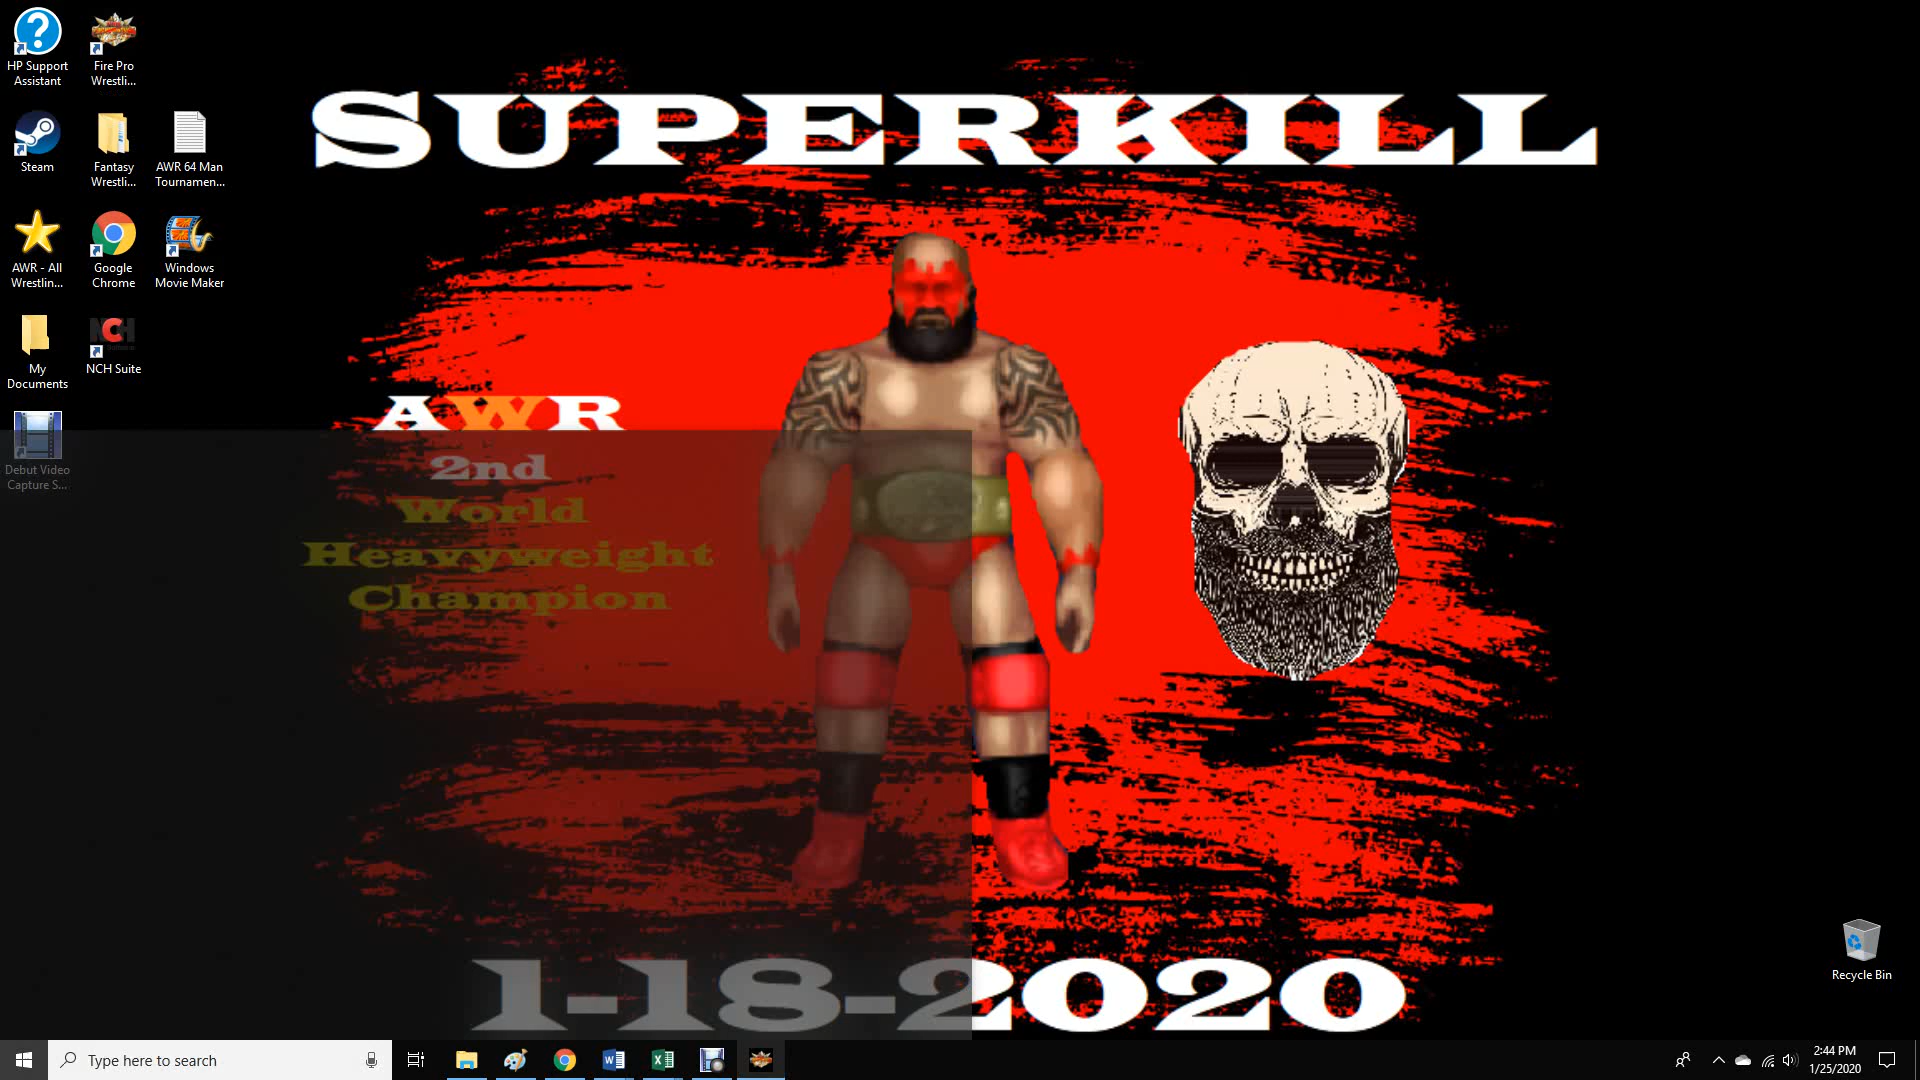 HP Support
Assistant
Fire Pro
Wrestli...
Steam
Fantasy
Wrestli...
AWR 64 Man
Tournamen...
AWR - All
Wrestlin...
Google
Chrome
Windows
Movie Maker
My
Documents
NCH
NCH Suite
Debut Video
Capture S...
SUPERKILL
AWR
2nd
World
Heavyweight
Champion
1-18-2020
Recycle Bin
Type here to search
2:44 PM
1/25/2020